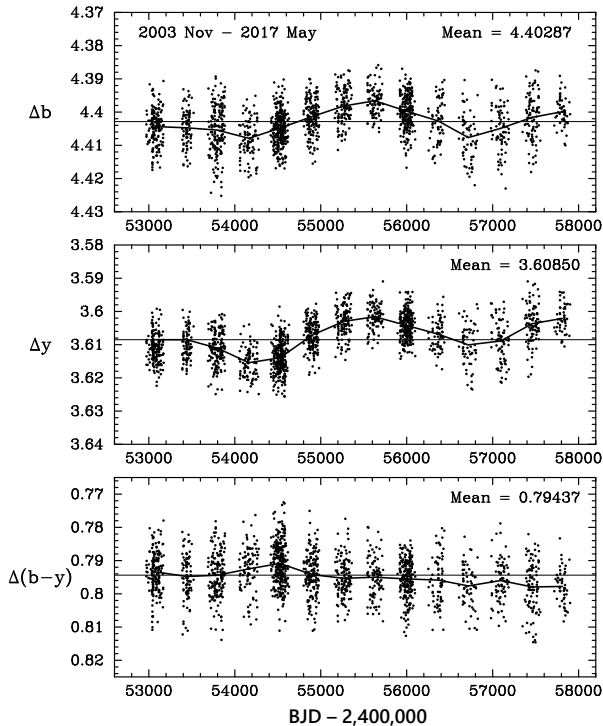 4.37
2003 Nov – 2017 May Mean = 4.40287
4.38
4.39
Δb 4.4
4.41
4.42
4.43
53000 54000 55000 56000 57000 58000
3.58
Mean = 3.60850
3.59
3.6
Δy 3.61
3.62
3.63
3.64
53000 54000 55000 56000 57000 58000
Mean = 0.79437
0.77
0.78
0.79
Δ(b−y)
0.8
0.81
0.82
53000 54000 55000 56000 57000 58000
BJD – 2,400,000